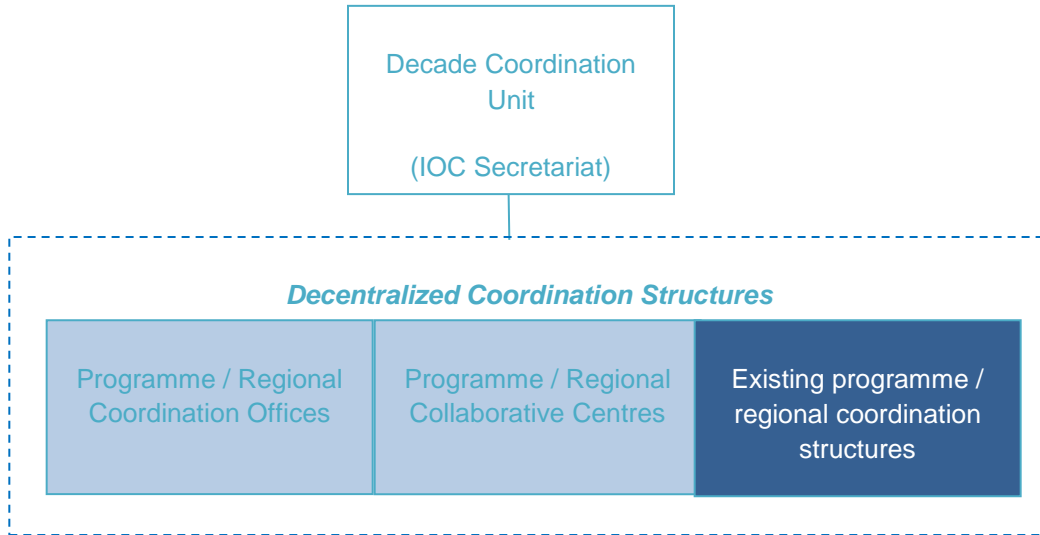 Decade Coordination
Unit
(IOC Secretariat)
Decentralized Coordination Structures
Programme / Regional
Coordination Offices
Programme / Regional
Collaborative Centres
Existing programme /
regional coordination
structures